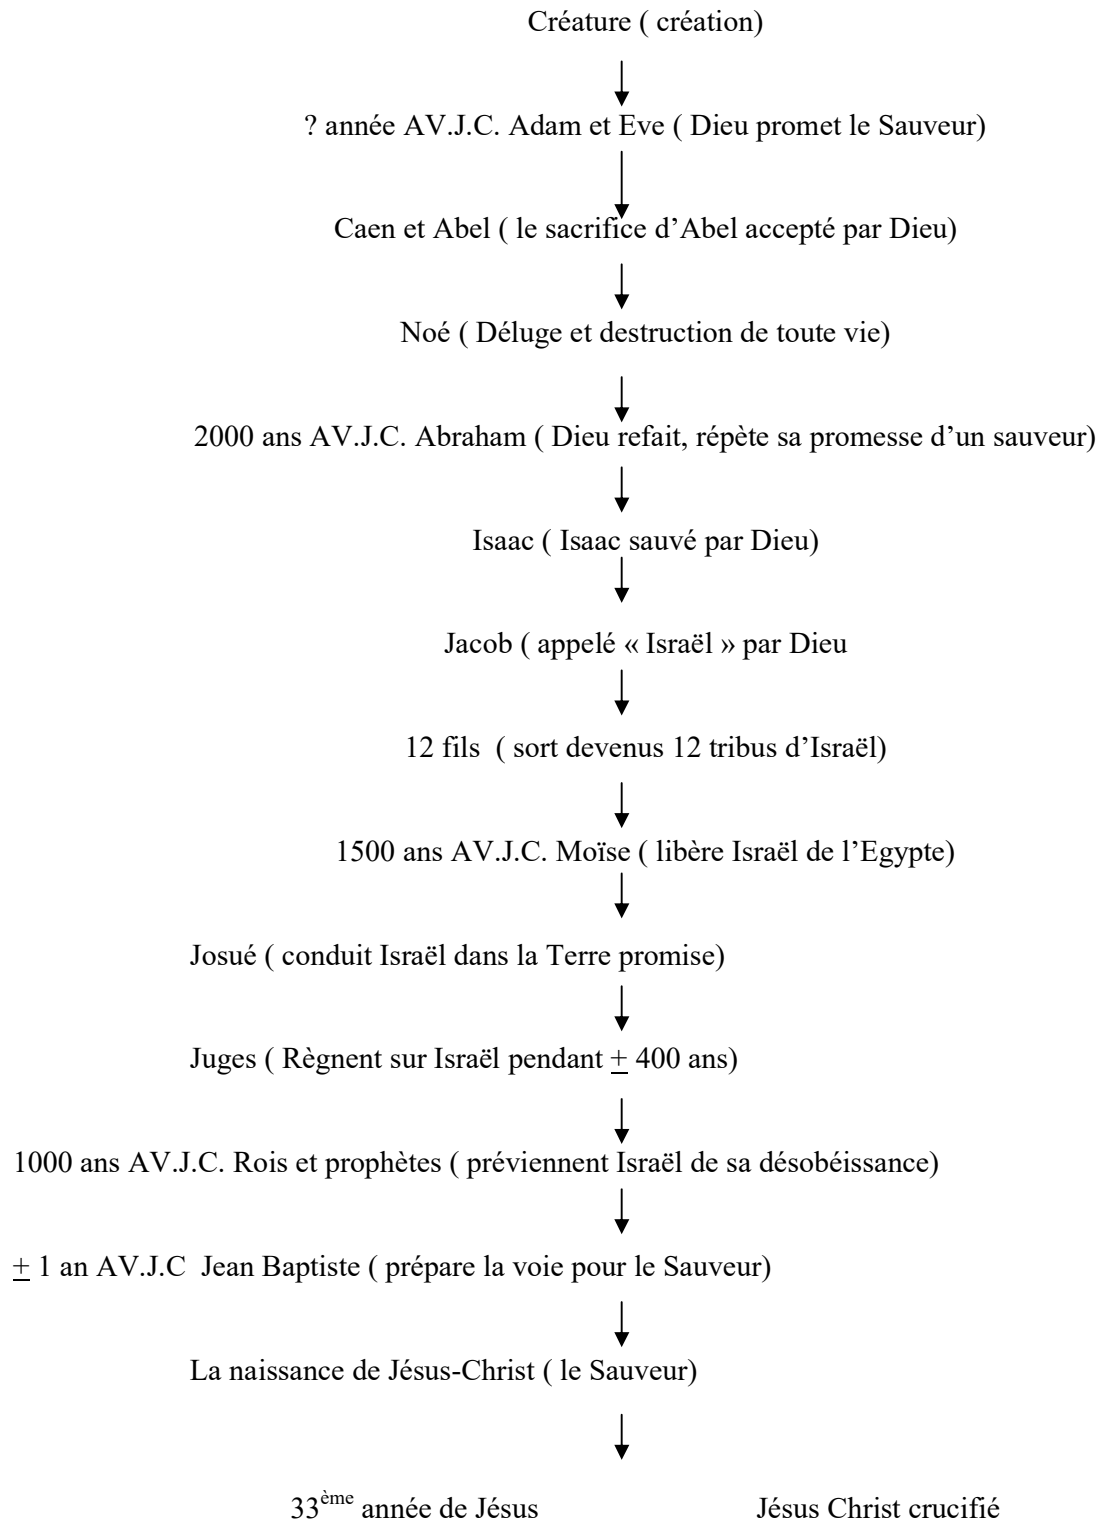 Créature ( création)
? année AV.J.C. Adam et Eve ( Dieu promet le Sauveur)
Caen et Abel ( le sacrifice d’Abel accepté par Dieu)
Noé ( Déluge et destruction de toute vie)
2000 ans AV.J.C. Abraham ( Dieu refait, répète sa promesse d’un sauveur)
Isaac ( Isaac sauvé par Dieu)
Jacob ( appelé « Israël » par Dieu
12 fils  ( sort devenus 12 tribus d’Israël)
1500 ans AV.J.C. Moïse ( libère Israël de l’Egypte)
Josué ( conduit Israël dans la Terre promise)
Juges ( Règnent sur Israël pendant ± 400 ans)
1000 ans AV.J.C. Rois et prophètes ( préviennent Israël de sa désobéissance)
± 1 an AV.J.C  Jean Baptiste ( prépare la voie pour le Sauveur)
La naissance de Jésus-Christ ( le Sauveur)
33ème année de Jésus Jésus Christ crucifié